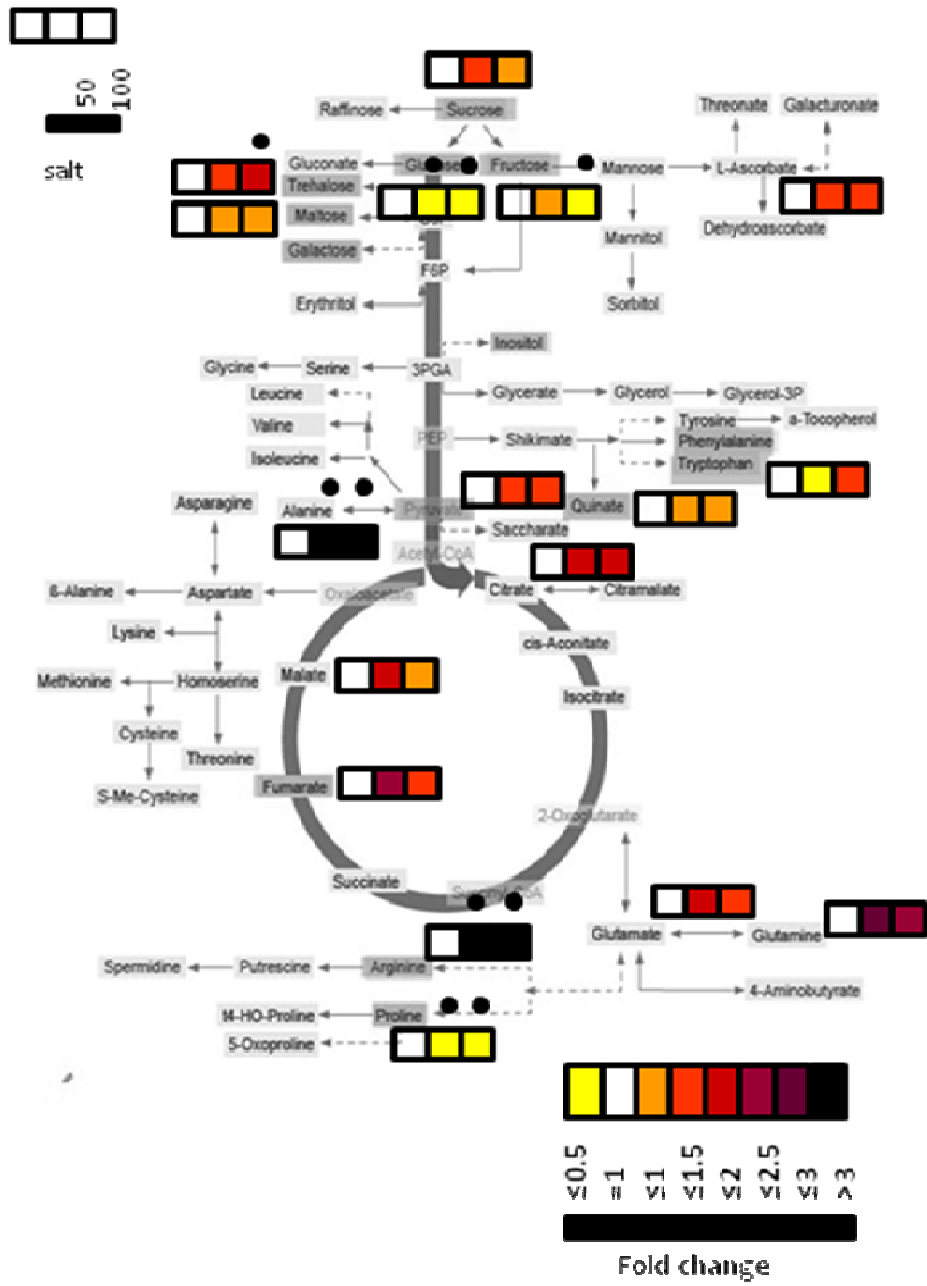 50
100
salt
Raffinose
Sucrose
Threonate
Galacturonate
Gluconate
Fructose
Mannose
L-Ascorbate
Trehalose
Maltose
Dehydroascorbate
Mannitol
Galactose
F6P
Erythritol
Sorbitol
Inositol
Glycine
Serine
3PGA
Leucine
Glycerate
Glycerol
Glycerol-3P
Valine
Tyrosine
a-Tocopherol
PEP
Shikimate
Phenylalanine
Isoleucine
Tryptophan
Asparagine
Alanine
Pyruvate
Quinate
Saccharate
Acetyl-CoA
ß-Alanine
Aspartate
Oxaloacetate
Citrate
Citramalate
Lysine
cis-Aconitate
Malate
Methionine
Homoserine
Isocitrate
Cysteine
Threonine
Fumarate
S-Me-Cysteine
2-Oxoglutarate
Succinate
Glutamate
Glutamine
Spermidine
Putrescine
Arginine
4-Aminobutyrate
t4-HO-Proline
Proline
5-Oxoproline
≤0.5
=1
≤1
≤1.5
≤2
≤2.5
≤3
>3
Fold change